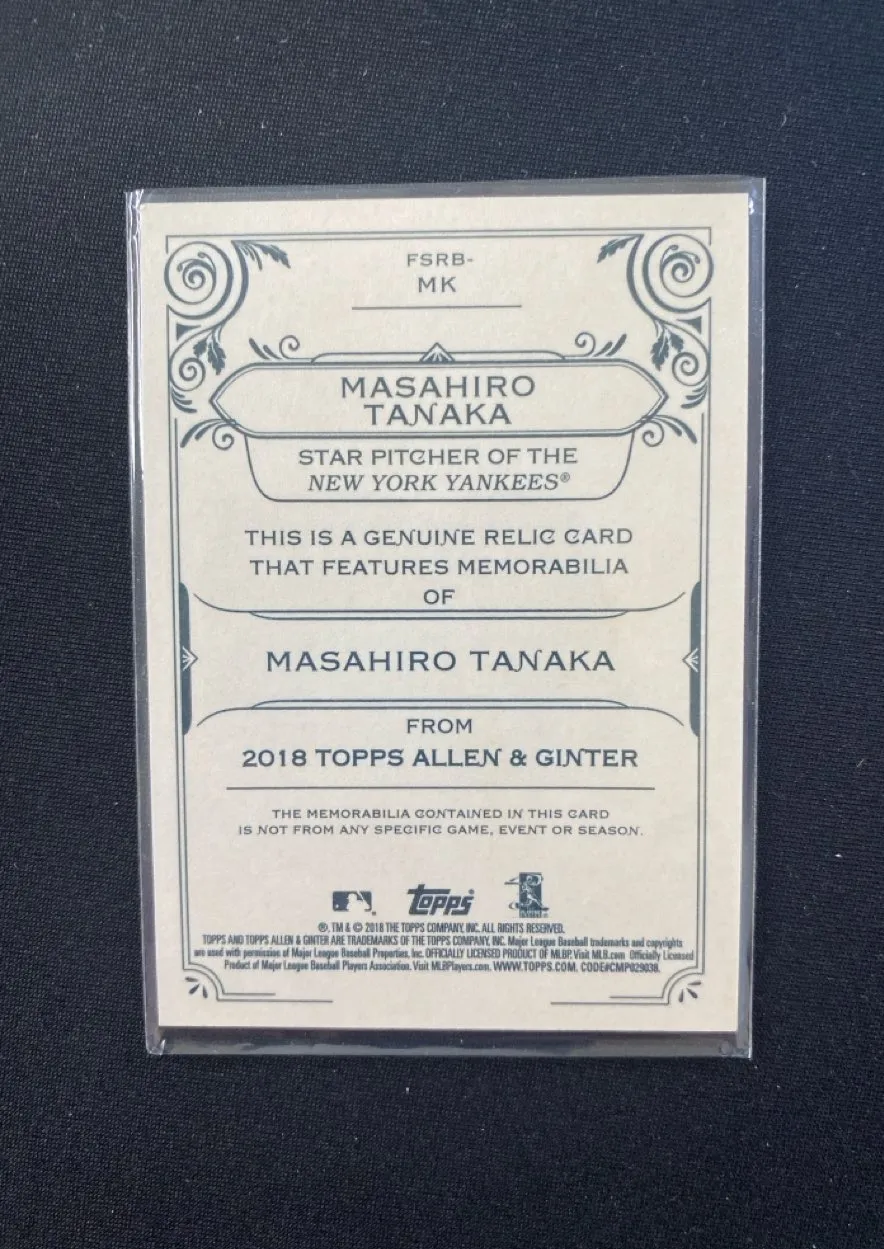 FSRB-
MK
MASAHIRO
TANAKA
STAR PITCHER OF THE
NEW YORK YANKEES®
THIS IS A GENUINE RELIC CARD
THAT FEATURES MEMORABILIA
OF
MASAHIRO TANAKA
FROM
2018 TOPPS ALLEN & GINTER
THE MEMORABILIA CONTAINED IN THIS CARD
IS NOT FROM ANY SPECIFIC GAME, EVENT OR SEASON.
Topps
®, TM & © 2018 THE TOPPS COMPANY, INC. ALL RIGHTS RESERVED.
TOPPS AND TOPPS ALLEN & GINTER ARE TRADEMARKS OF THE TOPPS COMPANY, INC. Major League Baseball trademarks and copyrights
are used with permission of Major League Baseball Properties, Inc. OFFICIALLY LICENSED PRODUCT OF MLBP. Visit MLB.com Officially Licensed
Product of Major League Baseball Players Association. Visit MLBPlayers.com. WWW.TOPPS.COM. CODE#CMP029038.